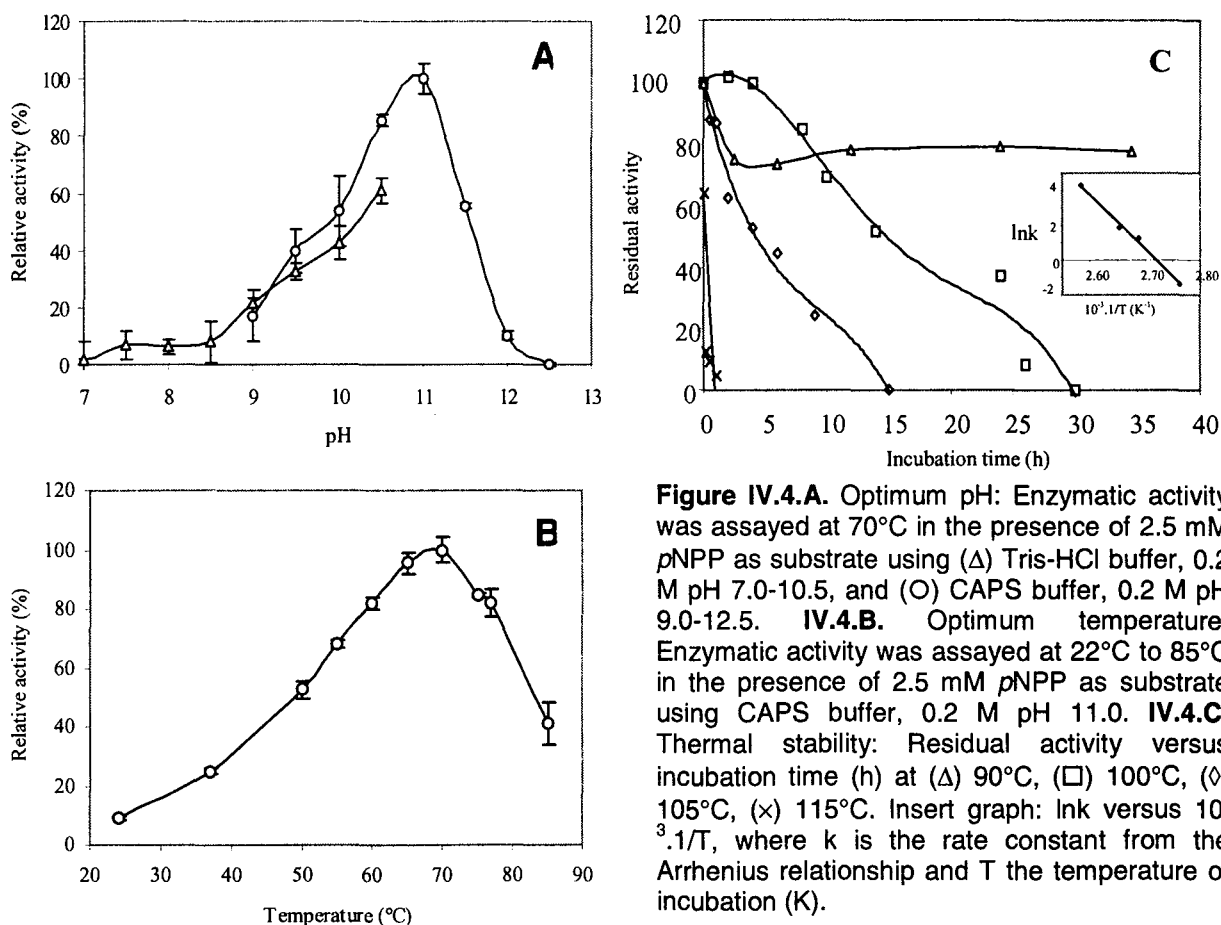 A
Relative activity (%)
120
100
80
60
40
20
0
7 8 9 10 11 12 13
pH
C
Residual activity
100
80
60
40
20
0
0 5 10 15 20 25 30 35 40
Incubation time (h)
lnk
4
2
0
-2
2.60 2.70 2.80
10⁻³.1/T (K⁻¹)
B
Relative activity (%)
120
100
80
60
40
20
0
20 30 40 50 60 70 80 90
Temperature (°C)
Figure IV.4.A. Optimum pH: Enzymatic activity
was assayed at 70°C in the presence of 2.5 mM
pNPP as substrate using (Δ) Tris-HCl buffer, 0.2
M pH 7.0-10.5, and (O) CAPS buffer, 0.2 M pH
9.0-12.5. IV.4.B. Optimum temperature
Enzymatic activity was assayed at 22°C to 85°C
in the presence of 2.5 mM pNPP as substrate
using CAPS buffer, 0.2 M pH 11.0. IV.4.C
Thermal stability: Residual activity versus
incubation time (h) at (Δ) 90°C, (□) 100°C, (◊
105°C, (×) 115°C. Insert graph: lnk versus 10
³.1/T, where k is the rate constant from the
Arrhenius relationship and T the temperature o
incubation (K).